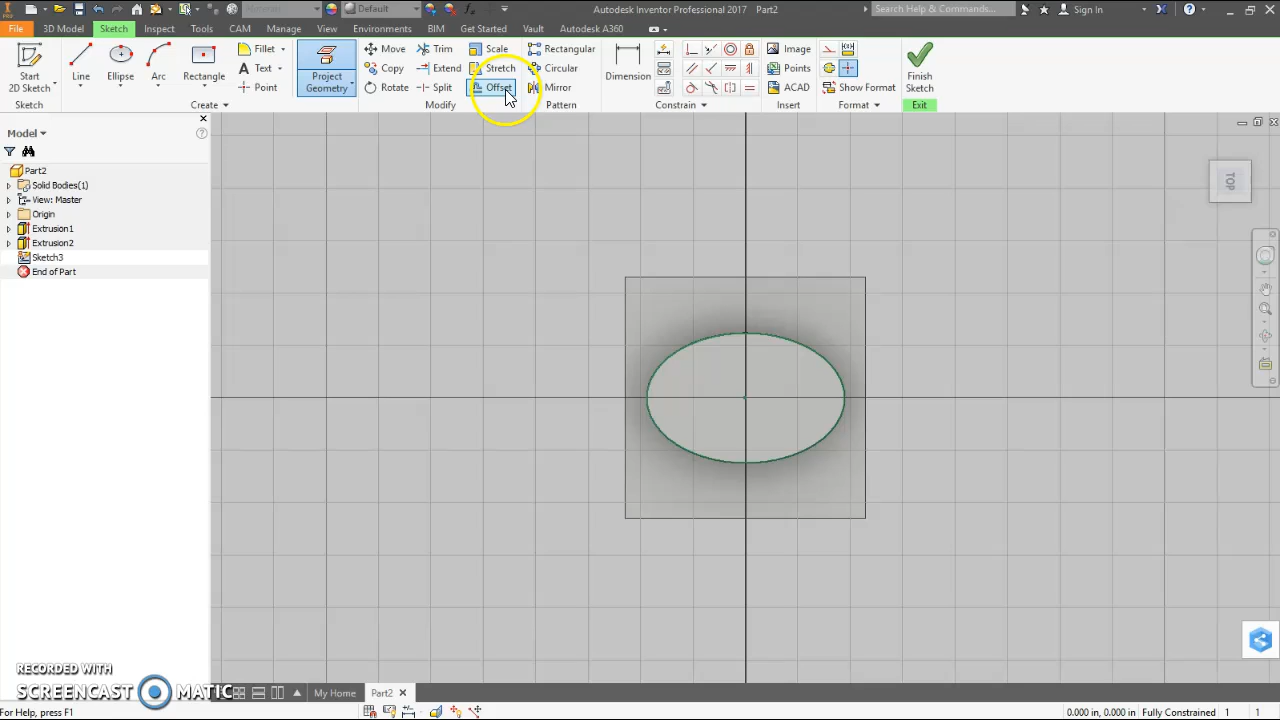 Materials
Default
Autodesk Inventor Professional 2017 Part2
Search Help & Commands...
Sign In
PRO
File
3D Model
Sketch
Inspect
Tools
CAM
Manage
View
Environments
BIM
Get Started
Vault
Autodesk A360
Start
2D Sketch
Line
Ellipse
Arc
Rectangle
Fillet
Text
Point
Project
Geometry
Move
Copy
Rotate
Trim
Extend
Split
Scale
Stretch
Offset
Rectangular
Circular
Mirror
Dimension
Image
Points
ACAD
Show Format
Finish
Sketch
Sketch
Create
Modify
Pattern
Constrain
Insert
Format
Exit
Model
Part2
Solid Bodies(1)
View: Master
Origin
Extrusion1
Extrusion2
Sketch3
End of Part
TOP
RECORDED WITH
SCREENCAST MATIC
My Home
Part2
For Help, press F1
0.000 in, 0.000 in
Fully Constrained
1
1